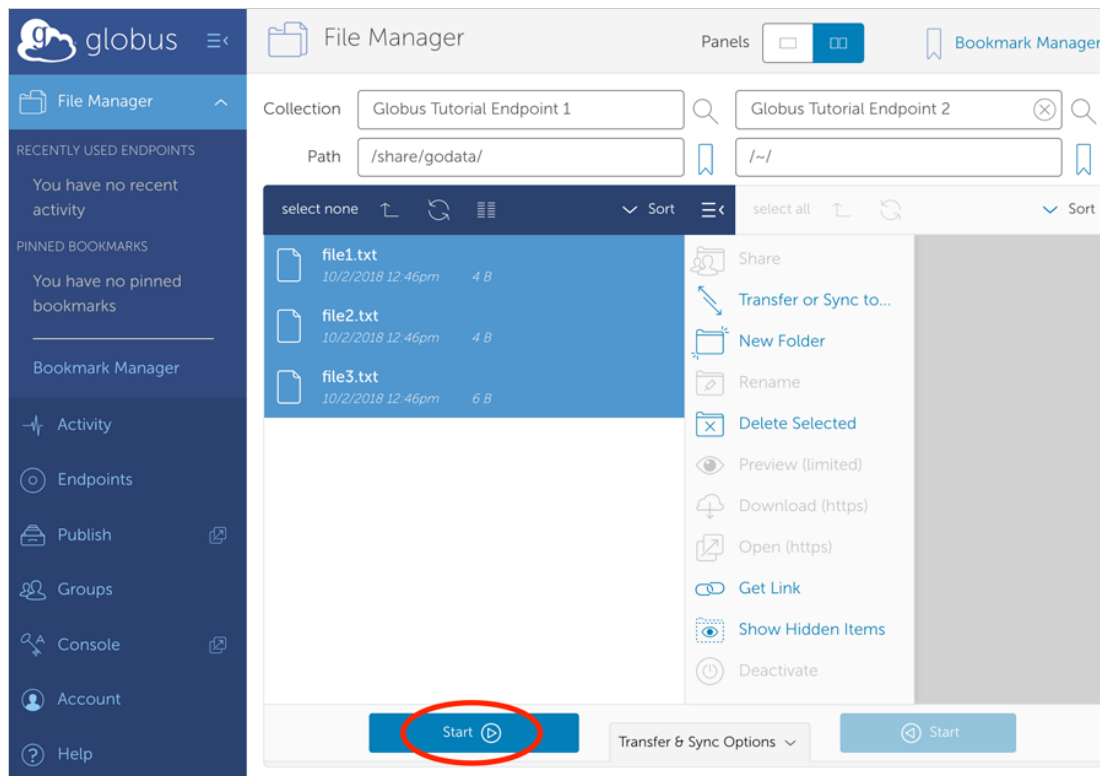 globus
File Manager
Panels
Bookmark Manager
File Manager
RECENTLY USED ENDPOINTS
You have no recent
activity
PINNED BOOKMARKS
You have no pinned
bookmarks
Bookmark Manager
Activity
Endpoints
Publish
Groups
Console
Account
Help
Collection
Globus Tutorial Endpoint 1
Path
/share/godata/
Globus Tutorial Endpoint 2
/~/
select none
Sort
file1.txt
10/2/2018 12:46pm 4 B
file2.txt
10/2/2018 12:46pm 4 B
file3.txt
10/2/2018 12:46pm 6 B
select all
Sort
Share
Transfer or Sync to...
New Folder
Rename
Delete Selected
Preview (limited)
Download (https)
Open (https)
Get Link
Show Hidden Items
Deactivate
Start
Transfer & Sync Options
Start